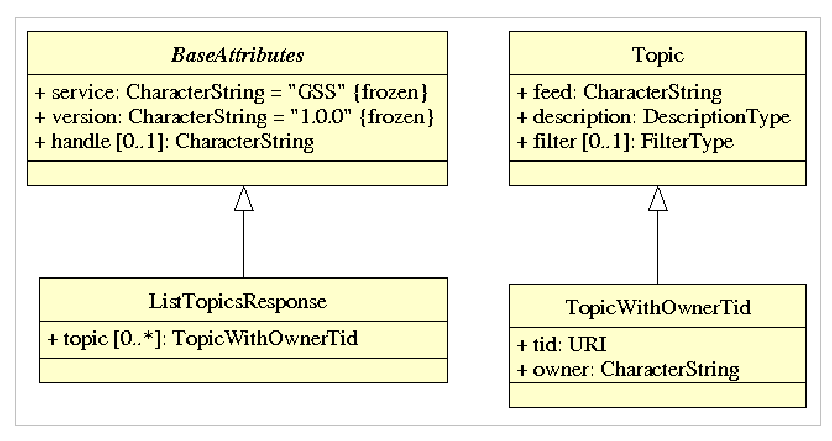 BaseAttributes
+ service: CharacterString = "GSS" {frozen}
+ version: CharacterString = "1.0.0" {frozen}
+ handle [0..1]: CharacterString
Topic
+ feed: CharacterString
+ description: DescriptionType
+ filter [0..1]: FilterType
ListTopicsResponse
+ topic [0..*]: TopicWithOwnerTid
TopicWithOwnerTid
+ tid: URI
+ owner: CharacterString